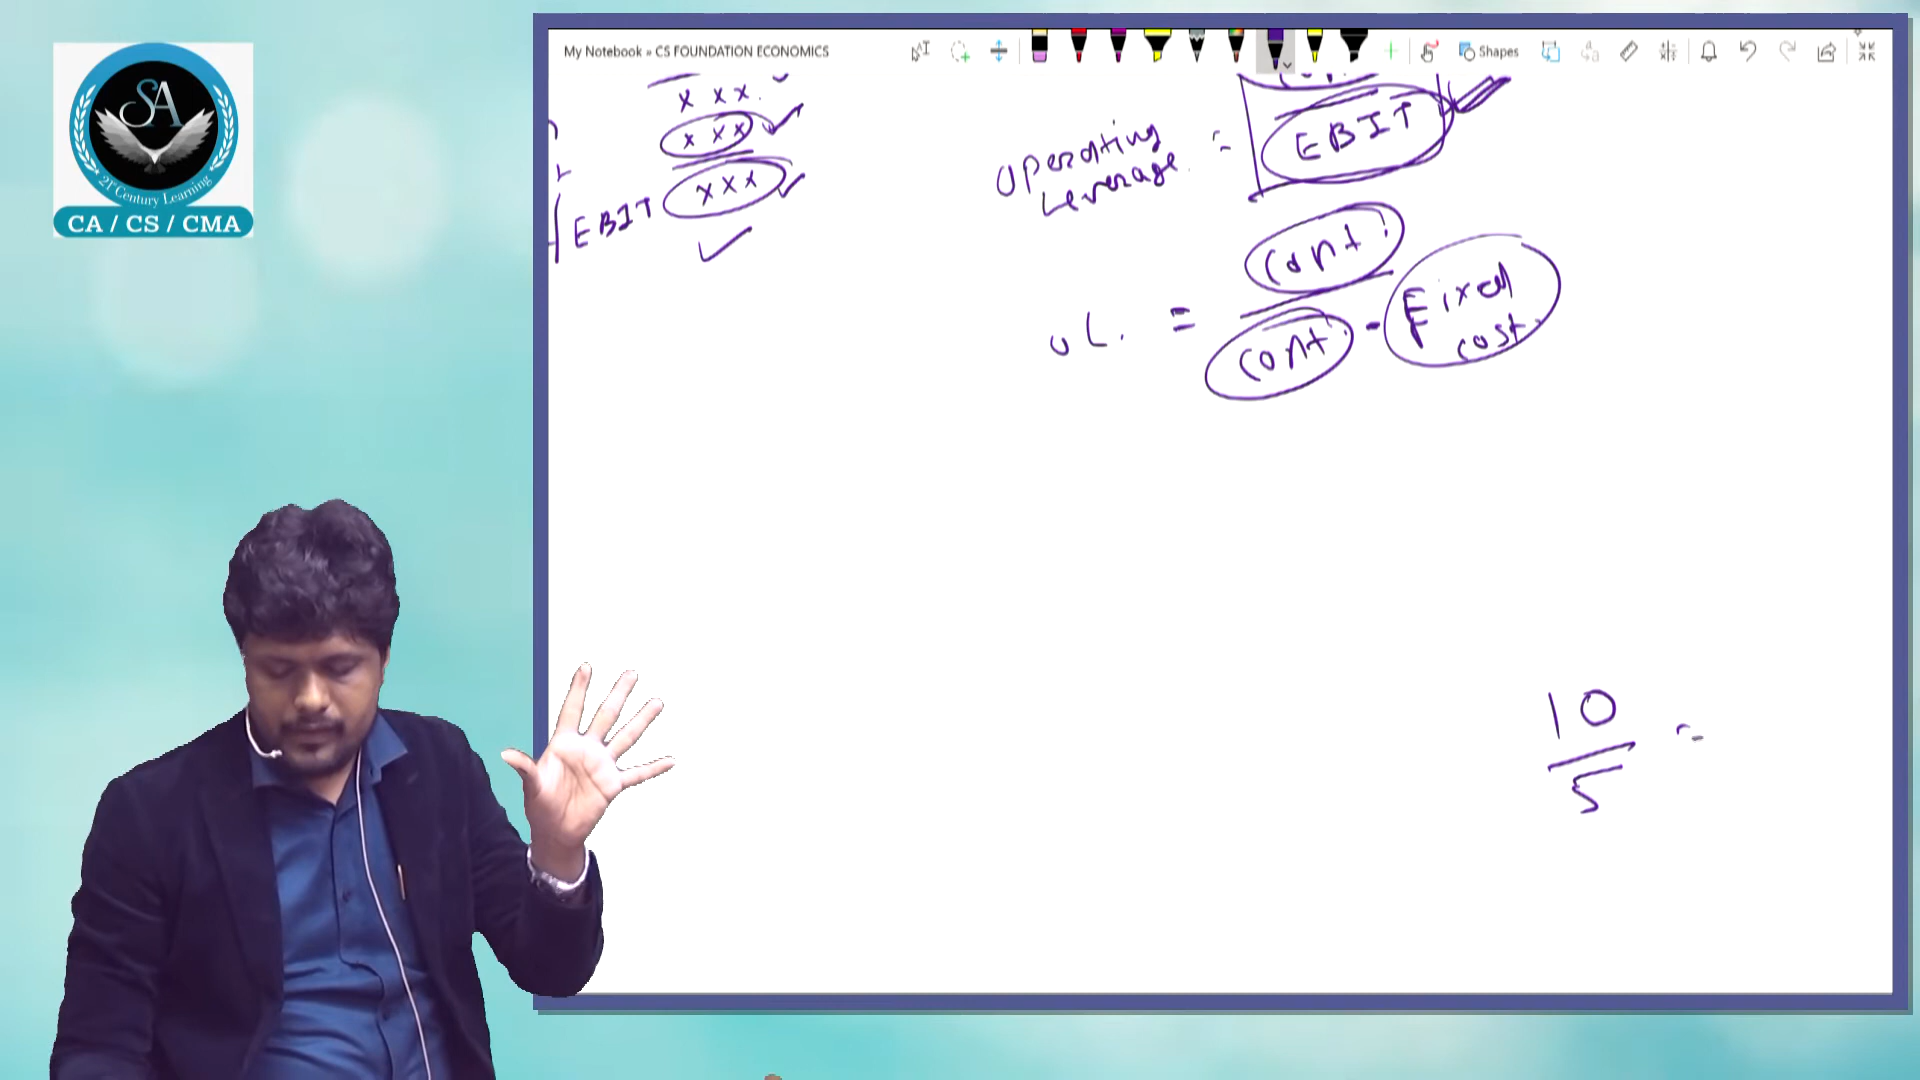 SA
21st Century Learning
CA / CS / CMA
My Notebook » CS FOUNDATION ECONOMICS
Shapes
x x x.
x x x
EBIT x x x
Operating Leverage = EBIT
OL. = Cont.
Cont. - Fixed cost.
10
5 =